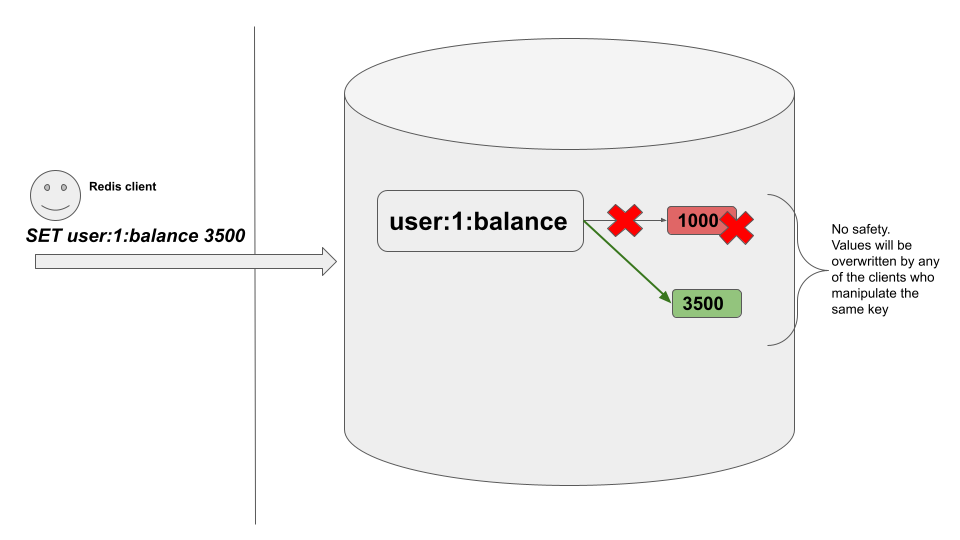 Redis client
SET user:1:balance 3500
user:1:balance
1000
3500
No safety.
Values will be
overwritten by any
of the clients who
manipulate the
same key